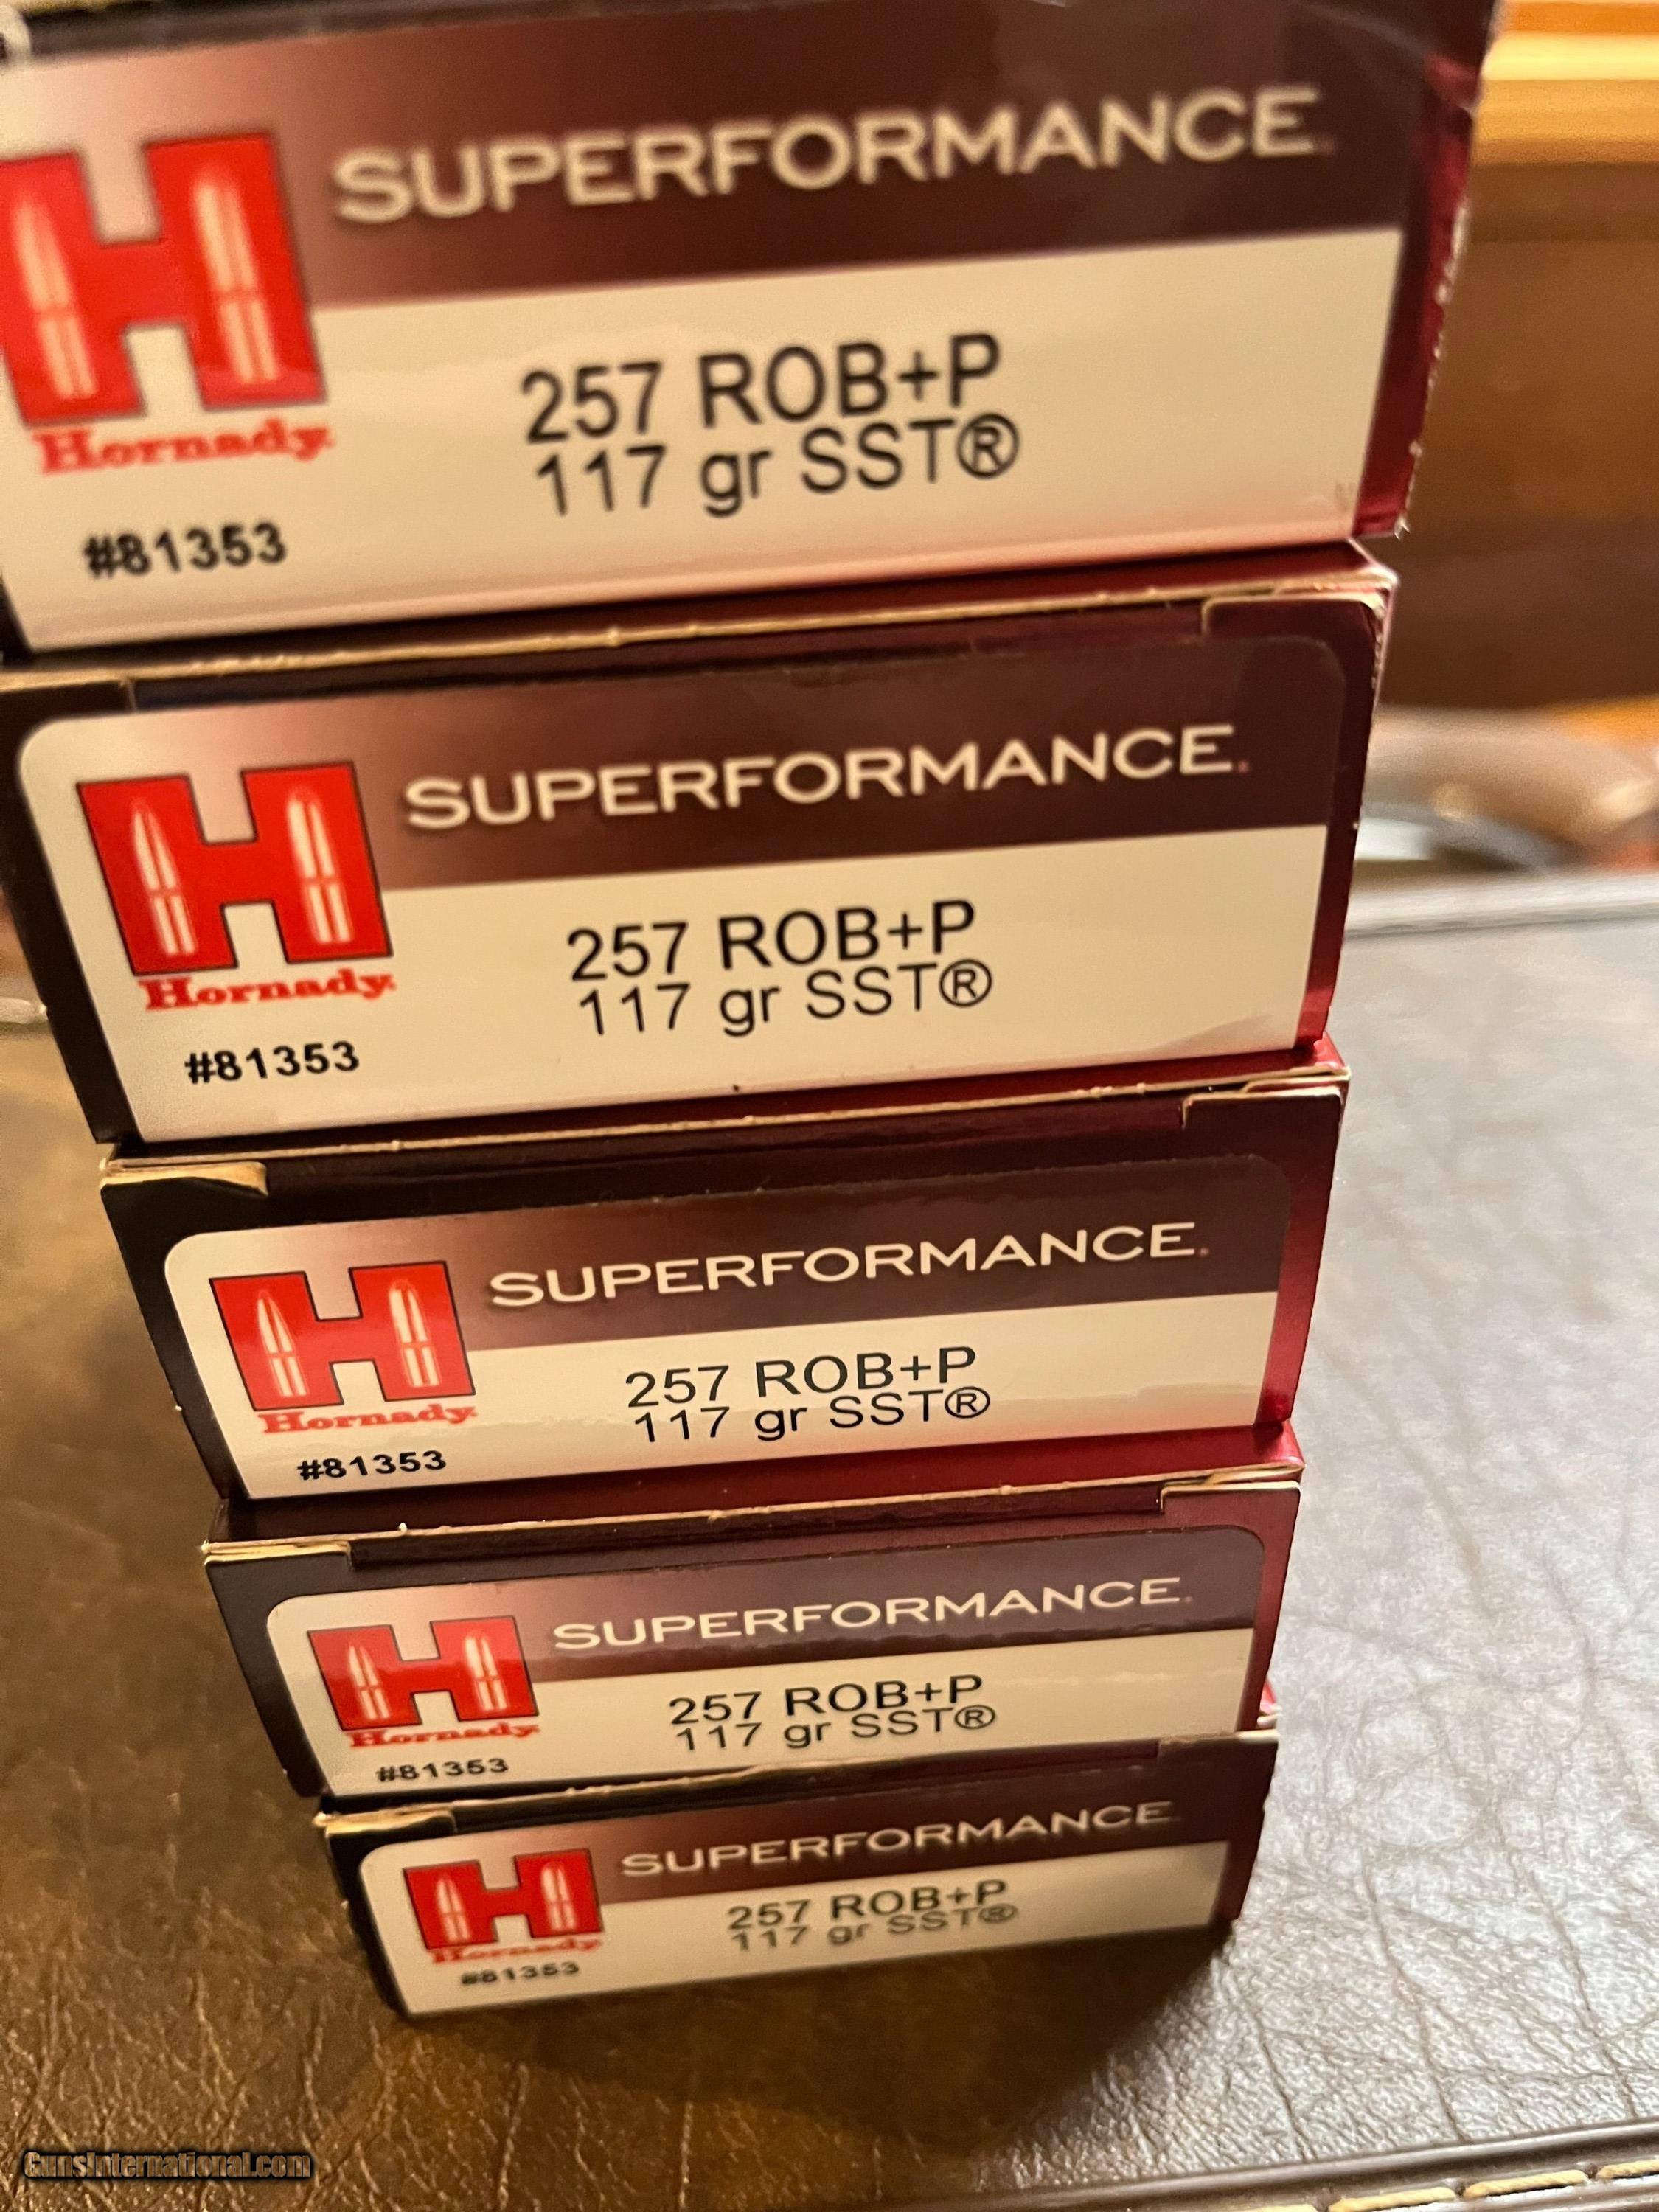 SUPERFORMANCE
257 ROB+P
117 gr SST®
Hornady
#81353
SUPERFORMANCE
257 ROB+P
117 gr SST®
Hornady
#81353
SUPERFORMANCE
257 ROB+P
117 gr SST®
Hornady
#81353
SUPERFORMANCE
257 ROB+P
117 gr SST®
Hornady
#81353
SUPERFORMANCE
257 ROB+P
117 gr SST®
Hornady
#81353
GunsInternational.com